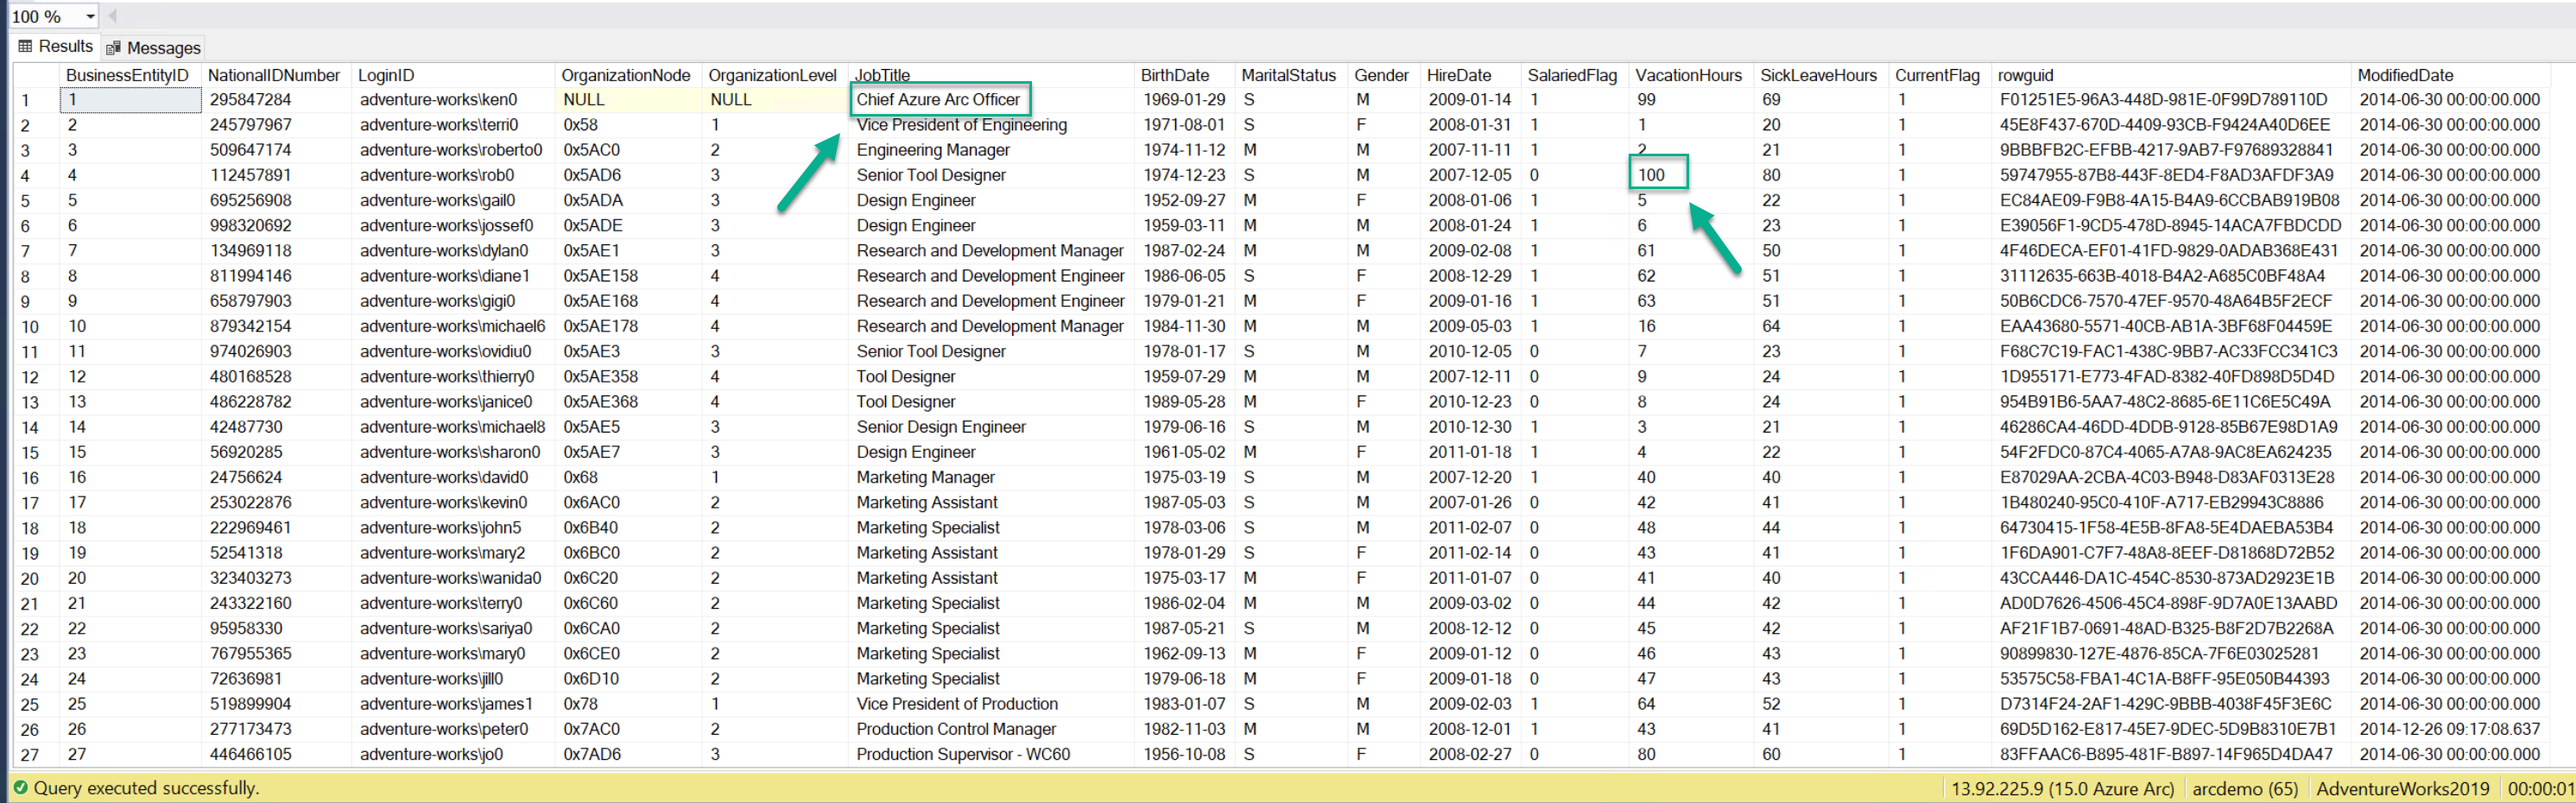 100 %
Results Messages
BusinessEntityID NationalIDNumber LoginID OrganizationNode OrganizationLevel JobTitle BirthDate MaritalStatus Gender HireDate SalariedFlag VacationHours SickLeaveHours CurrentFlag rowguid ModifiedDate
1 1 295847284 adventure-works\ken0 NULL NULL Chief Azure Arc Officer 1969-01-29 S M 2009-01-14 1 99 69 1 F01251E5-96A3-448D-981E-0F99D789110D 2014-06-30 00:00:00.000
2 2 245797967 adventure-works\terri0 0x58 1 Vice President of Engineering 1971-08-01 S F 2008-01-31 1 1 20 1 45E8F437-670D-4409-93CB-F9424A40D6EE 2014-06-30 00:00:00.000
3 3 509647174 adventure-works\roberto0 0x5AC0 2 Engineering Manager 1974-11-12 M M 2007-11-11 1 2 21 1 9BBBFB2C-EFBB-4217-9AB7-F97689328841 2014-06-30 00:00:00.000
4 4 112457891 adventure-works\rob0 0x5AD6 3 Senior Tool Designer 1974-12-23 S M 2007-12-05 0 100 80 1 59747955-87B8-443F-8ED4-F8AD3AFDF3A9 2014-06-30 00:00:00.000
5 5 695256908 adventure-works\gail0 0x5ADA 3 Design Engineer 1952-09-27 M F 2008-01-06 1 5 22 1 EC84AE09-F9B8-4A15-B4A9-6CCBAB919B08 2014-06-30 00:00:00.000
6 6 998320692 adventure-works\jossef0 0x5ADE 3 Design Engineer 1959-03-11 M M 2008-01-24 1 6 23 1 E39056F1-9CD5-478D-8945-14ACA7FBDCDD 2014-06-30 00:00:00.000
7 7 134969118 adventure-works\dylan0 0x5AE1 3 Research and Development Manager 1987-02-24 M M 2009-02-08 1 61 50 1 4F46DECA-EF01-41FD-9829-0ADAB368E431 2014-06-30 00:00:00.000
8 8 811994146 adventure-works\diane1 0x5AE158 4 Research and Development Engineer 1986-06-05 S F 2008-12-29 1 62 51 1 31112635-663B-4018-B4A2-A685C0BF48A4 2014-06-30 00:00:00.000
9 9 658797903 adventure-works\gigi0 0x5AE168 4 Research and Development Engineer 1979-01-21 M F 2009-01-16 1 63 51 1 50B6CDC6-7570-47EF-9570-48A64B5F2ECF 2014-06-30 00:00:00.000
10 10 879342154 adventure-works\michael6 0x5AE178 4 Research and Development Manager 1984-11-30 M M 2009-05-03 1 16 64 1 EAA43680-5571-40CB-AB1A-3BF68F04459E 2014-06-30 00:00:00.000
11 11 974026903 adventure-works\ovidiu0 0x5AE3 3 Senior Tool Designer 1978-01-17 S M 2010-12-05 0 7 23 1 F68C7C19-FAC1-438C-9BB7-AC33FCC341C3 2014-06-30 00:00:00.000
12 12 480168528 adventure-works\thierry0 0x5AE358 4 Tool Designer 1959-07-29 M M 2007-12-11 0 9 24 1 1D955171-E773-4FAD-8382-40FD898D5D4D 2014-06-30 00:00:00.000
13 13 486228782 adventure-works\janice0 0x5AE368 4 Tool Designer 1989-05-28 M F 2010-12-23 0 8 24 1 954B91B6-5AA7-48C2-8685-6E11C6E5C49A 2014-06-30 00:00:00.000
14 14 42487730 adventure-works\michael8 0x5AE5 3 Senior Design Engineer 1979-06-16 S M 2010-12-30 1 3 21 1 46286CA4-46DD-4DDB-9128-85B67E98D1A9 2014-06-30 00:00:00.000
15 15 56920285 adventure-works\sharon0 0x5AE7 3 Design Engineer 1961-05-02 M F 2011-01-18 1 4 22 1 54F2FDC0-87C4-4065-A7A8-9AC8EA624235 2014-06-30 00:00:00.000
16 16 24756624 adventure-works\david0 0x68 1 Marketing Manager 1975-03-19 S M 2007-12-20 1 40 40 1 E87029AA-2CBA-4C03-B948-D83AF0313E28 2014-06-30 00:00:00.000
17 17 253022876 adventure-works\kevin0 0x6AC0 2 Marketing Assistant 1987-05-03 S M 2007-01-26 0 42 41 1 1B480240-95C0-410F-A717-EB29943C8886 2014-06-30 00:00:00.000
18 18 222969461 adventure-works\john5 0x6B40 2 Marketing Specialist 1978-03-06 S M 2011-02-07 0 48 44 1 64730415-1F58-4E5B-8FA8-5E4DAEBA53B4 2014-06-30 00:00:00.000
19 19 52541318 adventure-works\mary2 0x6BC0 2 Marketing Assistant 1978-01-29 S F 2011-02-14 0 43 41 1 1F6DA901-C7F7-48A8-8EEF-D81868D72B52 2014-06-30 00:00:00.000
20 20 323403273 adventure-works\wanida0 0x6C20 2 Marketing Assistant 1975-03-17 M F 2011-01-07 0 41 40 1 43CCA446-DA1C-454C-8530-873AD2923E1B 2014-06-30 00:00:00.000
21 21 243322160 adventure-works\terry0 0x6C60 2 Marketing Specialist 1986-02-04 M M 2009-03-02 0 44 42 1 AD0D7626-4506-45C4-898F-9D7A0E13AABD 2014-06-30 00:00:00.000
22 22 95958330 adventure-works\sariya0 0x6CA0 2 Marketing Specialist 1987-05-21 S M 2008-12-12 0 45 42 1 AF21F1B7-0691-48AD-B325-B8F2D7B2268A 2014-06-30 00:00:00.000
23 23 767955365 adventure-works\mary0 0x6CE0 2 Marketing Specialist 1962-09-13 M F 2009-01-12 0 46 43 1 90899830-127E-4876-85CA-7F6E03025281 2014-06-30 00:00:00.000
24 24 72636981 adventure-works\jill0 0x6D10 2 Marketing Specialist 1979-06-18 M F 2009-01-18 0 47 43 1 53575C58-FBA1-4C1A-B8FF-95E050B44393 2014-06-30 00:00:00.000
25 25 519899904 adventure-works\james1 0x78 1 Vice President of Production 1983-01-07 S M 2009-02-03 1 64 52 1 D7314F24-2AF1-429C-9BBB-4038F45F3E6C 2014-06-30 00:00:00.000
26 26 277173473 adventure-works\peter0 0x7AC0 2 Production Control Manager 1982-11-03 M M 2008-12-01 1 43 41 1 69D5D162-E817-45E7-9DEC-5D9B8310E7B1 2014-12-26 09:17:08.637
27 27 446466105 adventure-works\jo0 0x7AD6 3 Production Supervisor - WC60 1956-10-08 S F 2008-02-27 0 80 60 1 83FFAAC6-B895-481F-B897-14F965D4DA47 2014-06-30 00:00:00.000
Query executed successfully. 13.92.225.9 (15.0 Azure Arc) arcdemo (65) AdventureWorks2019 00:00:01